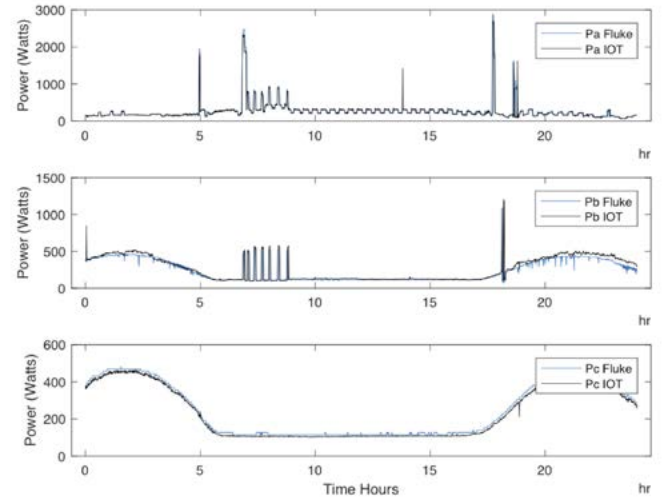 Power (Watts)
3000
2000
1000
0
Pa Fluke
Pa IOT
0 5 10 15 20
hr
Power (Watts)
1500
1000
500
0
Pb Fluke
Pb IOT
0 5 10 15 20
hr
Power (Watts)
600
400
200
0
Pc Fluke
Pc IOT
0 5 10 15 20
Time Hours
hr